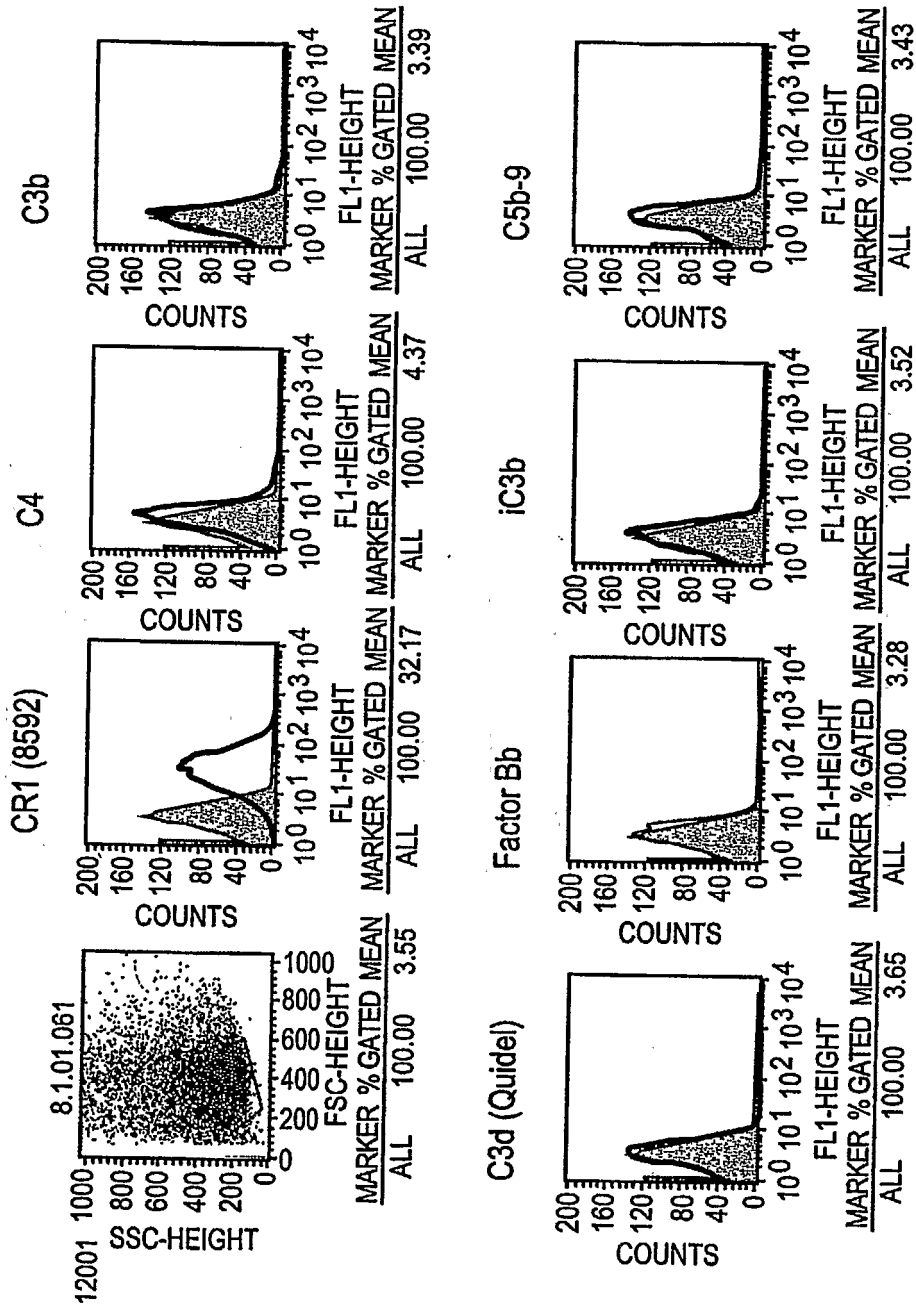 12001
8.1.01.061
1000
800
600
400
200
0
SSC-HEIGHT
0 200 400 600 800 1000
FSC-HEIGHT
MARKER % GATED MEAN
ALL 100.00 3.55
CR1 (8592)
200
160
120
80
40
0
COUNTS
10^0 10^1 10^2 10^3 10^4
FL1-HEIGHT
MARKER % GATED MEAN
ALL 100.00 32.17
C4
200
160
120
80
40
0
COUNTS
10^0 10^1 10^2 10^3 10^4
FL1-HEIGHT
MARKER % GATED MEAN
ALL 100.00 4.37
C3b
200
160
120
80
40
0
COUNTS
10^0 10^1 10^2 10^3 10^4
FL1-HEIGHT
MARKER % GATED MEAN
ALL 100.00 3.39
C3d (Quidel)
200
160
120
80
40
0
COUNTS
10^0 10^1 10^2 10^3 10^4
FL1-HEIGHT
MARKER % GATED MEAN
ALL 100.00 3.65
Factor Bb
200
160
120
80
40
0
COUNTS
10^0 10^1 10^2 10^3 10^4
FL1-HEIGHT
MARKER % GATED MEAN
ALL 100.00 3.28
iC3b
200
160
120
80
40
0
COUNTS
10^0 10^1 10^2 10^3 10^4
FL1-HEIGHT
MARKER % GATED MEAN
ALL 100.00 3.52
C5b-9
200
160
120
80
40
0
COUNTS
10^0 10^1 10^2 10^3 10^4
FL1-HEIGHT
MARKER % GATED MEAN
ALL 100.00 3.43